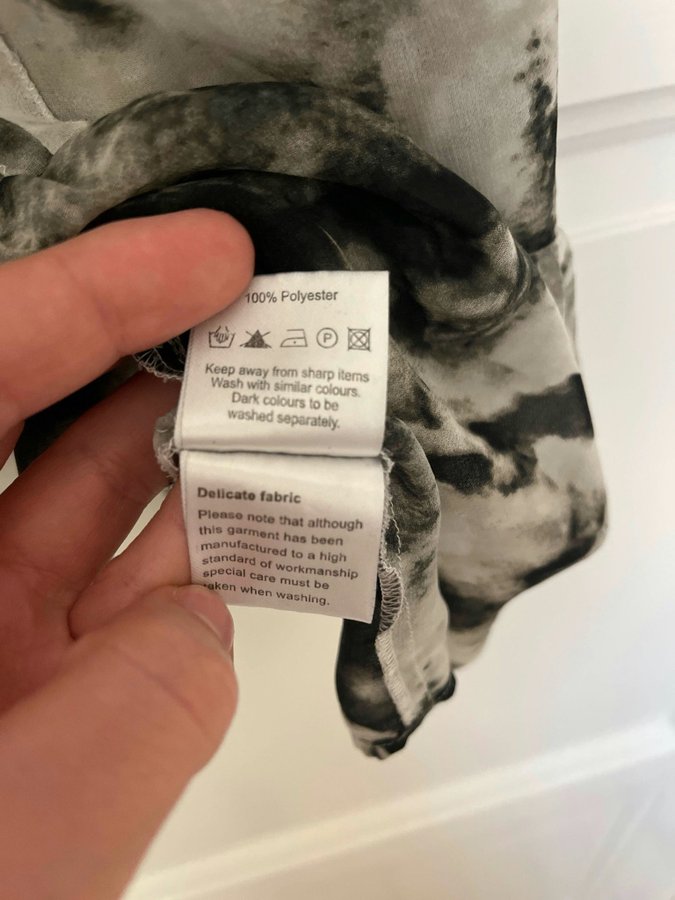 100% Polyester
P
Keep away from sharp items
Wash with similar colours.
Dark colours to be
washed separately.
Delicate fabric
Please note that although
this garment has been
manufactured to a high
standard of workmanship
special care must be
taken when washing.